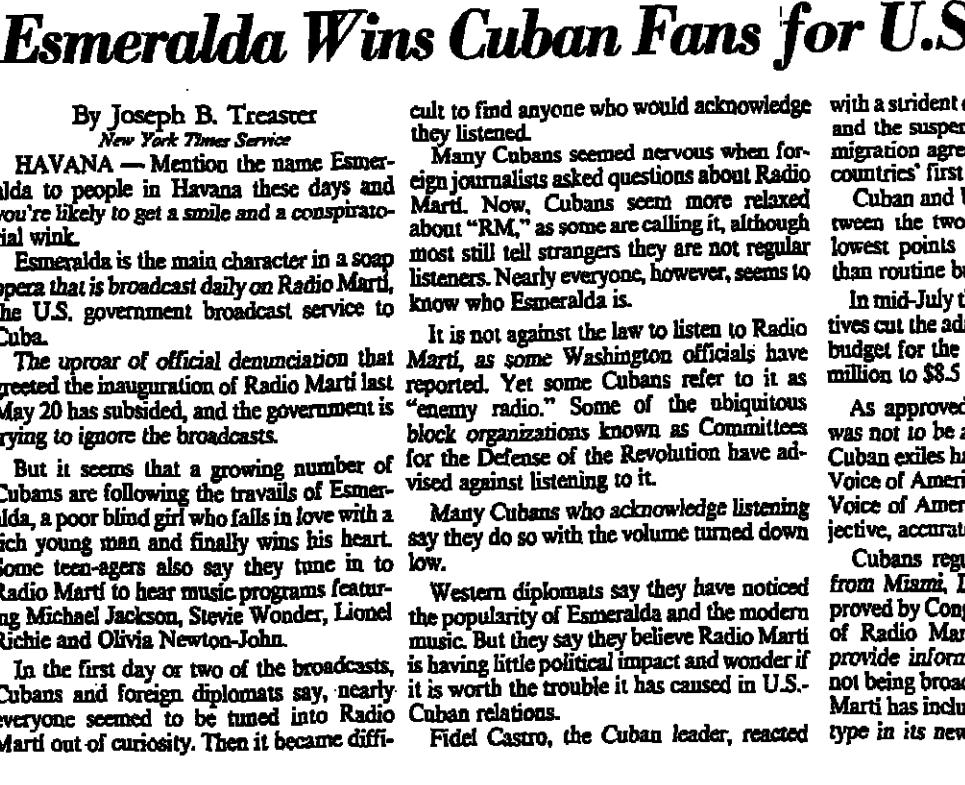 Esmeralda Wins Cuban Fans for U.S
By Joseph B. Treaster
New York Times Service
HAVANA — Mention the name Esmer-
alda to people in Havana these days and
you're likely to get a smile and a conspirato-
rial wink.
Esmeralda is the main character in a soap
opera that is broadcast daily on Radio Martí,
the U.S. government broadcast service to
Cuba.
The uproar of official denunciation that
greeted the inauguration of Radio Martí last
May 20 has subsided, and the government is
trying to ignore the broadcasts.
But it seems that a growing number of
Cubans are following the travails of Esmer-
alda, a poor blind girl who falls in love with a
rich young man and finally wins his heart.
Some teen-agers also say they tune in to
Radio Martí to hear music programs featur-
ing Michael Jackson, Stevie Wonder, Lionel
Richie and Olivia Newton-John.
In the first day or two of the broadcasts,
Cubans and foreign diplomats say, nearly
everyone seemed to be tuned into Radio
Martí out of curiosity. Then it became diffi-
cult to find anyone who would acknowledge
they listened.
Many Cubans seemed nervous when for-
eign journalists asked questions about Radio
Martí. Now, Cubans seem more relaxed
about “RM,” as some are calling it, although
most still tell strangers they are not regular
listeners. Nearly everyone, however, seems to
know who Esmeralda is.
It is not against the law to listen to Radio
Martí, as some Washington officials have
reported. Yet some Cubans refer to it as
“enemy radio.” Some of the ubiquitous
block organizations known as Committees
for the Defense of the Revolution have ad-
vised against listening to it.
Many Cubans who acknowledge listening
say they do so with the volume turned down
low.
Western diplomats say they have noticed
the popularity of Esmeralda and the modern
music. But they say they believe Radio Martí
is having little political impact and wonder if
it is worth the trouble it has caused in U.S.-
Cuban relations.
Fidel Castro, the Cuban leader, reacted
with a strident
and the suspen
migration agre
countries' first
Cuban and
tween the two
lowest points
than routine bu
In mid-July
tives cut the ad
budget for the
million to $8.5
As approved
was not to be a
Cuban exiles ha
Voice of Ameri
Voice of Amer
jective, accurat
Cubans regu
from Miami,
proved by Cong
of Radio Mar
provide inform
not being broad
Martí has inclu
type in its new